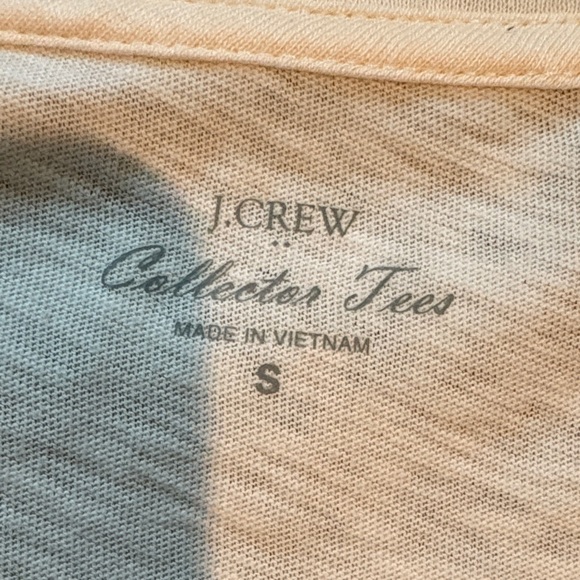 J.CREW
Collector Tees
MADE IN VIETNAM
S